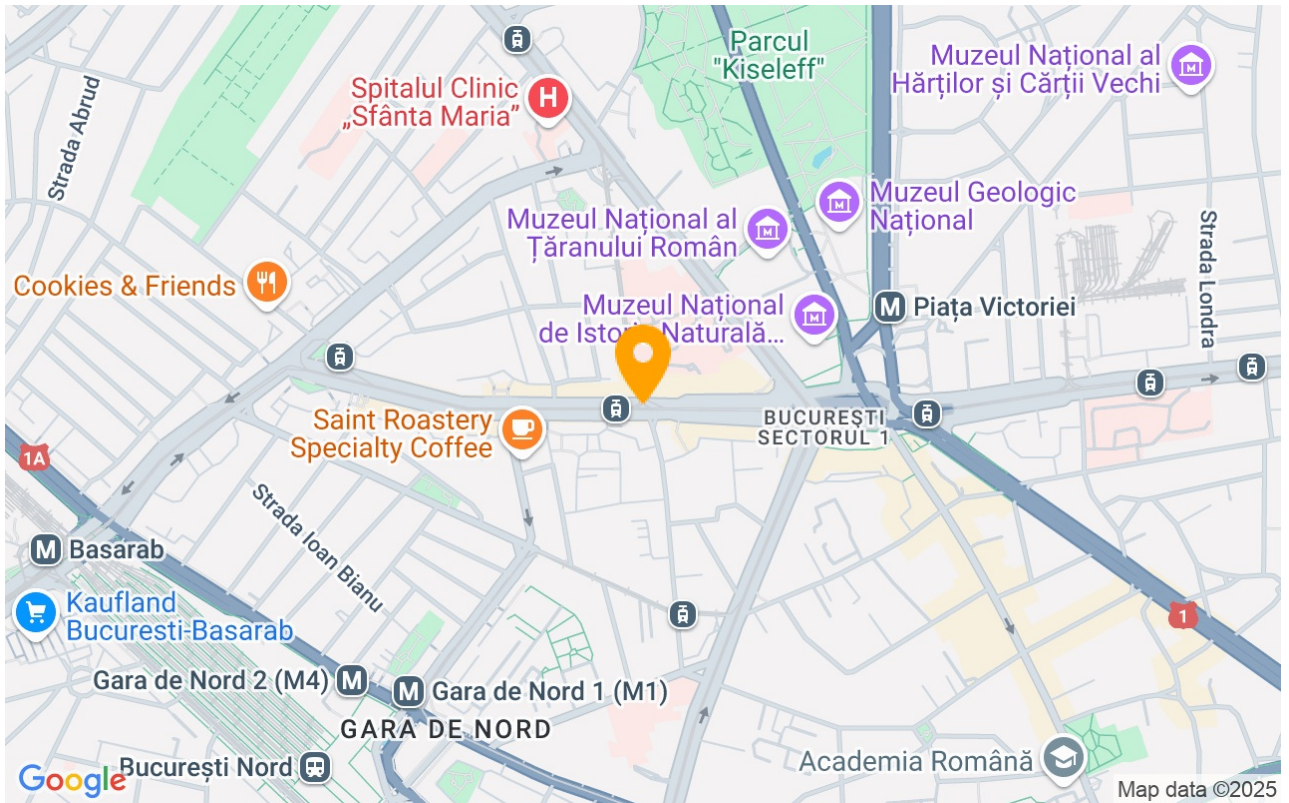 Parcul
"Kiseleff"
Muzeul Național al
Hărților și Cărții Vechi
Spitalul Clinic
„Sfânta Maria”
H
Strada Abrud
Muzeul Geologic
Național
Muzeul Național al
Țăranului Român
Strada Londra
Cookies & Friends
Muzeul Național
de Istorie Naturală...
M Piața Victoriei
Saint Roastery
Specialty Coffee
BUCUREȘTI
SECTORUL 1
1A
Strada Ioan Bianu
M Basarab
Kaufland
Bucuresti-Basarab
1
Gara de Nord 2 (M4) M
M Gara de Nord 1 (M1)
GARA DE NORD
București Nord
Academia Română
Google
Map data ©2025